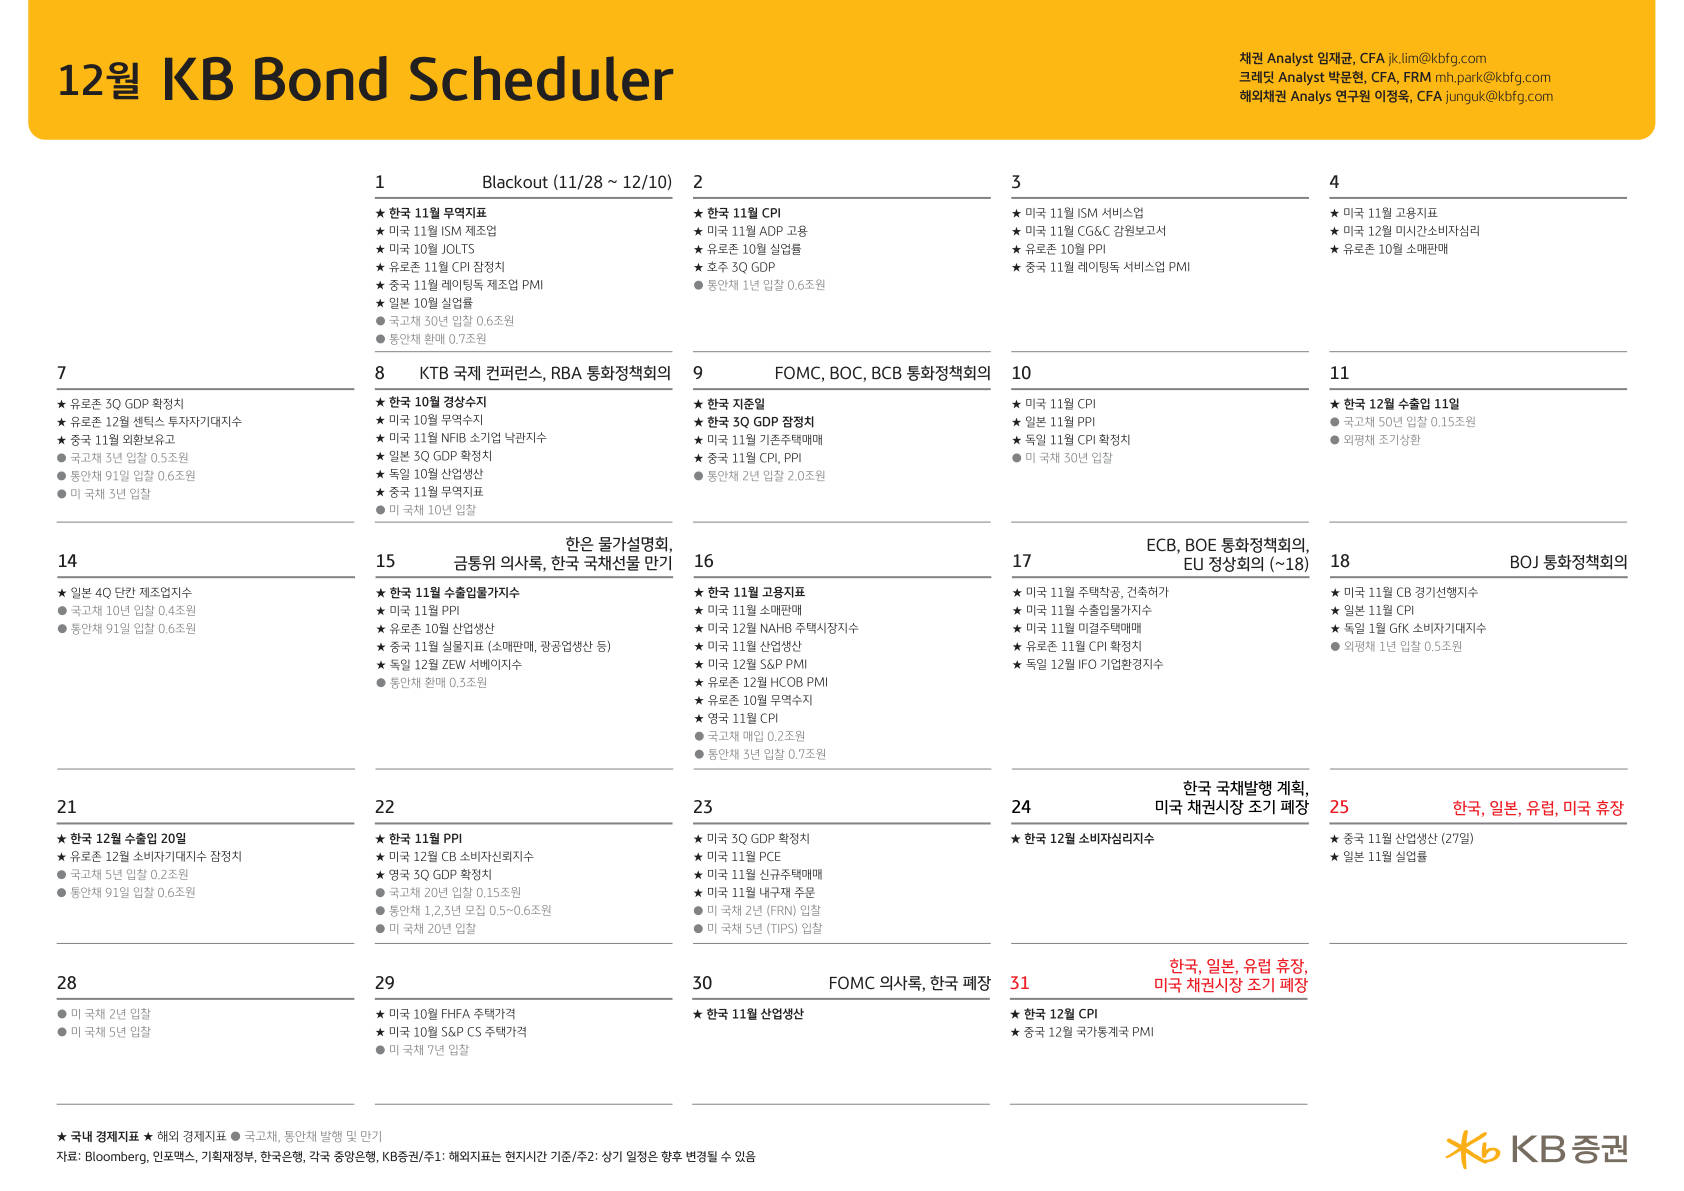 12월 KB Bond Scheduler
채권 Analyst 임재균, CFA jk.lim@kbfg.com
크레딧 Analyst 박문현, CFA, FRM mh.park@kbfg.com
해외채권 Analys 연구원 이정욱, CFA junguk@kbfg.com
1 Blackout (11/28 ~ 12/10)
★ 한국 11월 무역지표
★ 미국 11월 ISM 제조업
★ 미국 10월 JOLTS
★ 유로존 11월 CPI 잠정치
★ 중국 11월 레이팅독 제조업 PMI
★ 일본 10월 실업률
● 국고채 30년 입찰 0.6조원
● 통안채 환매 0.7조원
2
★ 한국 11월 CPI
★ 미국 11월 ADP 고용
★ 유로존 10월 실업률
★ 호주 3Q GDP
● 통안채 1년 입찰 0.6조원
3
★ 미국 11월 ISM 서비스업
★ 미국 11월 CG&C 감원보고서
★ 유로존 10월 PPI
★ 중국 11월 레이팅독 서비스업 PMI
4
★ 미국 11월 고용지표
★ 미국 12월 미시간소비자심리
★ 유로존 10월 소매판매
7
★ 유로존 3Q GDP 확정치
★ 유로존 12월 센틱스 투자자기대지수
★ 중국 11월 외환보유고
● 국고채 3년 입찰 0.5조원
● 통안채 91일 입찰 0.6조원
● 미 국채 3년 입찰
8 KTB 국제 컨퍼런스, RBA 통화정책회의
★ 한국 10월 경상수지
★ 미국 10월 무역수지
★ 미국 11월 NFIB 소기업 낙관지수
★ 일본 3Q GDP 확정치
★ 독일 10월 산업생산
★ 중국 11월 무역지표
● 미 국채 10년 입찰
9 FOMC, BOC, BCB 통화정책회의
★ 한국 지준일
★ 한국 3Q GDP 잠정치
★ 미국 11월 기존주택매매
★ 중국 11월 CPI, PPI
● 통안채 2년 입찰 2.0조원
10
★ 미국 11월 CPI
★ 일본 11월 PPI
★ 독일 11월 CPI 확정치
● 미 국채 30년 입찰
11
★ 한국 12월 수출입 11일
● 국고채 50년 입찰 0.15조원
● 외평채 조기상환
14
★ 일본 4Q 단칸 제조업지수
● 국고채 10년 입찰 0.4조원
● 통안채 91일 입찰 0.6조원
한은 물가설명회,
15 금통위 의사록, 한국 국채선물 만기
★ 한국 11월 수출입물가지수
★ 미국 11월 PPI
★ 유로존 10월 산업생산
★ 중국 11월 실물지표 (소매판매, 광공업생산 등)
★ 독일 12월 ZEW 서베이지수
● 통안채 환매 0.3조원
16
★ 한국 11월 고용지표
★ 미국 11월 소매판매
★ 미국 12월 NAHB 주택시장지수
★ 미국 11월 산업생산
★ 미국 12월 S&P PMI
★ 유로존 12월 HCOB PMI
★ 유로존 10월 무역수지
★ 영국 11월 CPI
● 국고채 매입 0.2조원
● 통안채 3년 입찰 0.7조원
ECB, BOE 통화정책회의,
17 EU 정상회의 (~18)
★ 미국 11월 주택착공, 건축허가
★ 미국 11월 수출입물가지수
★ 미국 11월 미결주택매매
★ 유로존 11월 CPI 확정치
★ 독일 12월 IFO 기업환경지수
18 BOJ 통화정책회의
★ 미국 11월 CB 경기선행지수
★ 일본 11월 CPI
★ 독일 1월 GfK 소비자기대지수
● 외평채 1년 입찰 0.5조원
21
★ 한국 12월 수출입 20일
★ 유로존 12월 소비자기대지수 잠정치
● 국고채 5년 입찰 0.2조원
● 통안채 91일 입찰 0.6조원
22
★ 한국 11월 PPI
★ 미국 12월 CB 소비자신뢰지수
★ 영국 3Q GDP 확정치
● 국고채 20년 입찰 0.15조원
● 통안채 1,2,3년 모집 0.5~0.6조원
● 미 국채 20년 입찰
23
★ 미국 3Q GDP 확정치
★ 미국 11월 PCE
★ 미국 11월 신규주택매매
★ 미국 11월 내구재 주문
● 미 국채 2년 (FRN) 입찰
● 미 국채 5년 (TIPS) 입찰
한국 국채발행 계획,
24 미국 채권시장 조기 폐장
★ 한국 12월 소비자심리지수
25 한국, 일본, 유럽, 미국 휴장
★ 중국 11월 산업생산 (27일)
★ 일본 11월 실업률
28
● 미 국채 2년 입찰
● 미 국채 5년 입찰
29
★ 미국 10월 FHFA 주택가격
★ 미국 10월 S&P CS 주택가격
● 미 국채 7년 입찰
30 FOMC 의사록, 한국 폐장
★ 한국 11월 산업생산
한국, 일본, 유럽 휴장,
31 미국 채권시장 조기 폐장
★ 한국 12월 CPI
★ 중국 12월 국가통계국 PMI
★ 국내 경제지표 ★ 해외 경제지표 ● 국고채, 통안채 발행 및 만기
자료: Bloomberg, 인포맥스, 기획재정부, 한국은행, 각국 중앙은행, KB증권/주1: 해외지표는 현지시간 기준/주2: 상기 일정은 향후 변경될 수 있음
KB 증권